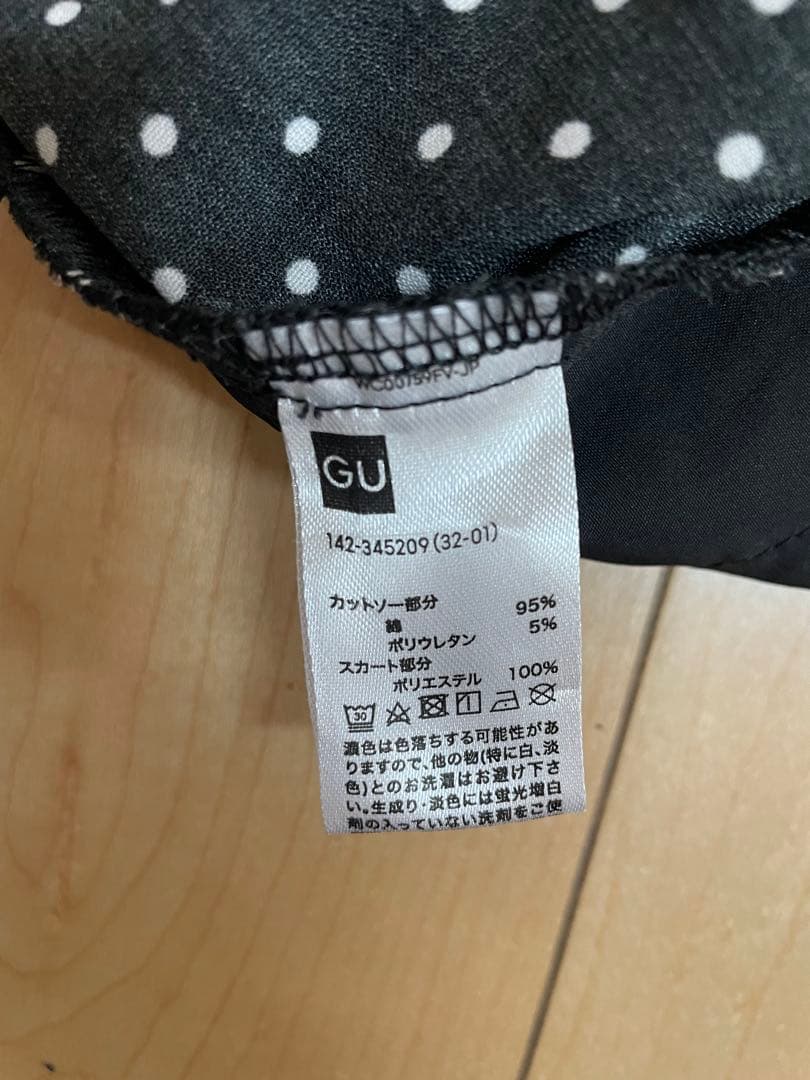 WC00759FV-JP
GU
142-345209(32-01)
カットソー部分
綿 95%
ポリウレタン 5%
スカート部分
ポリエステル 100%
30
濃色は色落ちする可能性があ
りますので、他の物(特に白、淡
色)とのお洗濯はお避け下さ
い。生成り・淡色には蛍光増白
剤の入っていない洗剤をご使